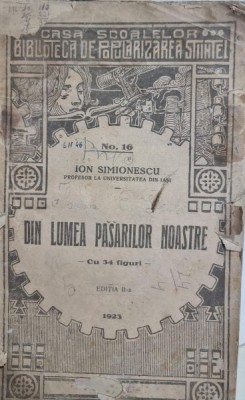 CASA ȘCOALELOR
BIBLIOTECA DE POPULARIZAREA ȘTIINȚEI
No. 16
ION SIMIONESCU
PROFESOR LA UNIVERSITATEA DIN IAȘI
DIN LUMEA PĂSĂRILOR NOASTRE
- Cu 34 figuri -
EDIȚIA II-a
1923